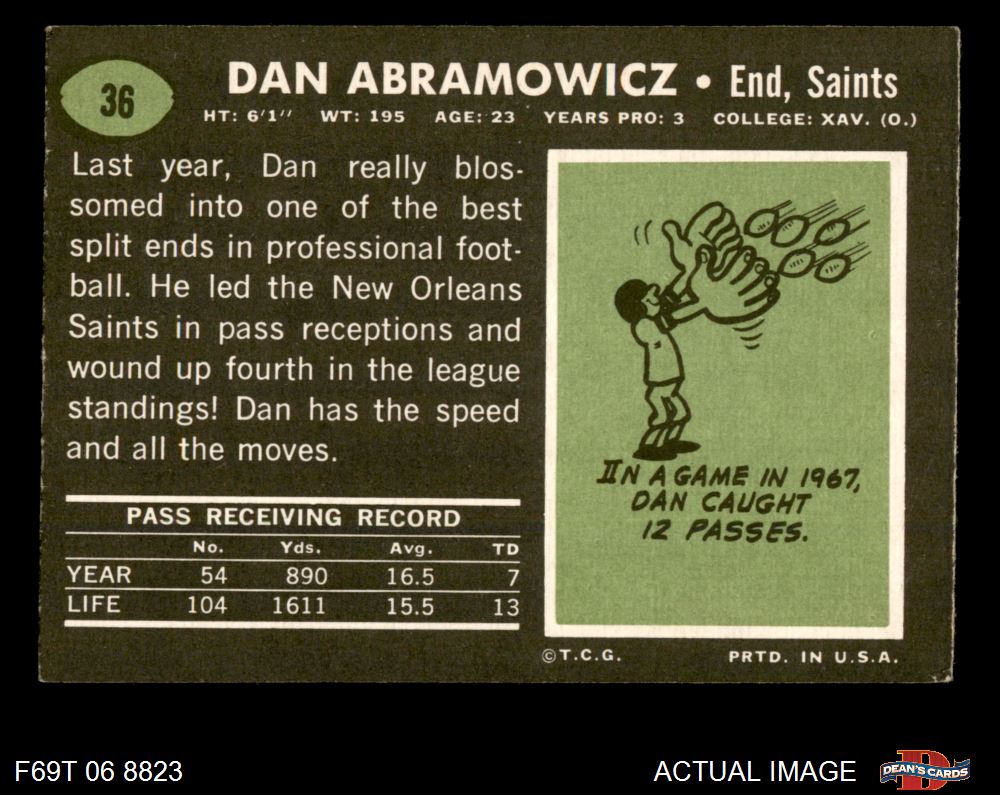 36
DAN ABRAMOWICZ • End, Saints
HT: 6'1" WT: 195 AGE: 23 YEARS PRO: 3 COLLEGE: XAV. (O.)
Last year, Dan really blos-
somed into one of the best
split ends in professional foot-
ball. He led the New Orleans
Saints in pass receptions and
wound up fourth in the league
standings! Dan has the speed
and all the moves.
PASS RECEIVING RECORD
No. Yds. Avg. TD
YEAR 54 890 16.5 7
LIFE 104 1611 15.5 13
IN A GAME IN 1967,
DAN CAUGHT
12 PASSES.
©T.C.G. PRTD. IN U.S.A.
F69T 06 8823
ACTUAL IMAGE
DEAN'S CARDS